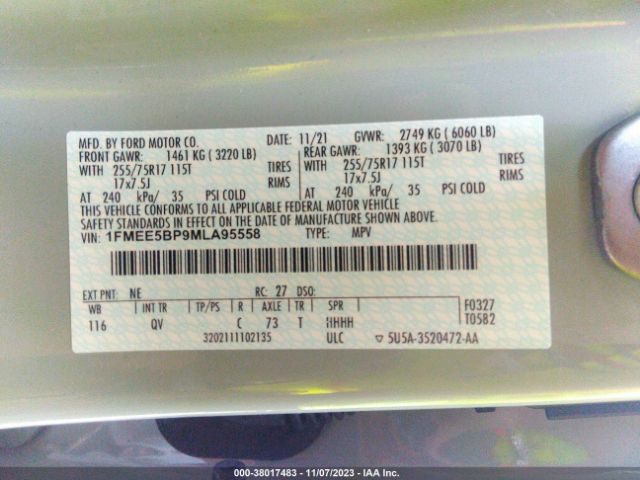 MFD. BY FORD MOTOR CO. DATE: 11/21 GVWR: 2749 KG ( 6060 LB)
FRONT GAWR: 1461 KG ( 3220 LB) REAR GAWR: 1393 KG ( 3070 LB)
WITH 255/75R17 115T TIRES WITH 255/75R17 115T TIRES
17x7.5J RIMS 17x7.5J RIMS
AT 240 kPa/ 35 PSI COLD AT 240 kPa/ 35 PSI COLD
THIS VEHICLE CONFORMS TO ALL APPLICABLE FEDERAL MOTOR VEHICLE
SAFETY STANDARDS IN EFFECT ON THE DATE OF MANUFACTURE SHOWN ABOVE.
VIN: 1FMEE5BP9MLA95558 TYPE: MPV
EXT PNT: NE RC: 27 DSO:
WB INT TR TP/PS R AXLE TR SPR F0327
116 QV C 73 T HHHH T0582
3202111102135 ULC 5U5A-3520472-AA
000-38017483 - 11/07/2023 - IAA Inc.